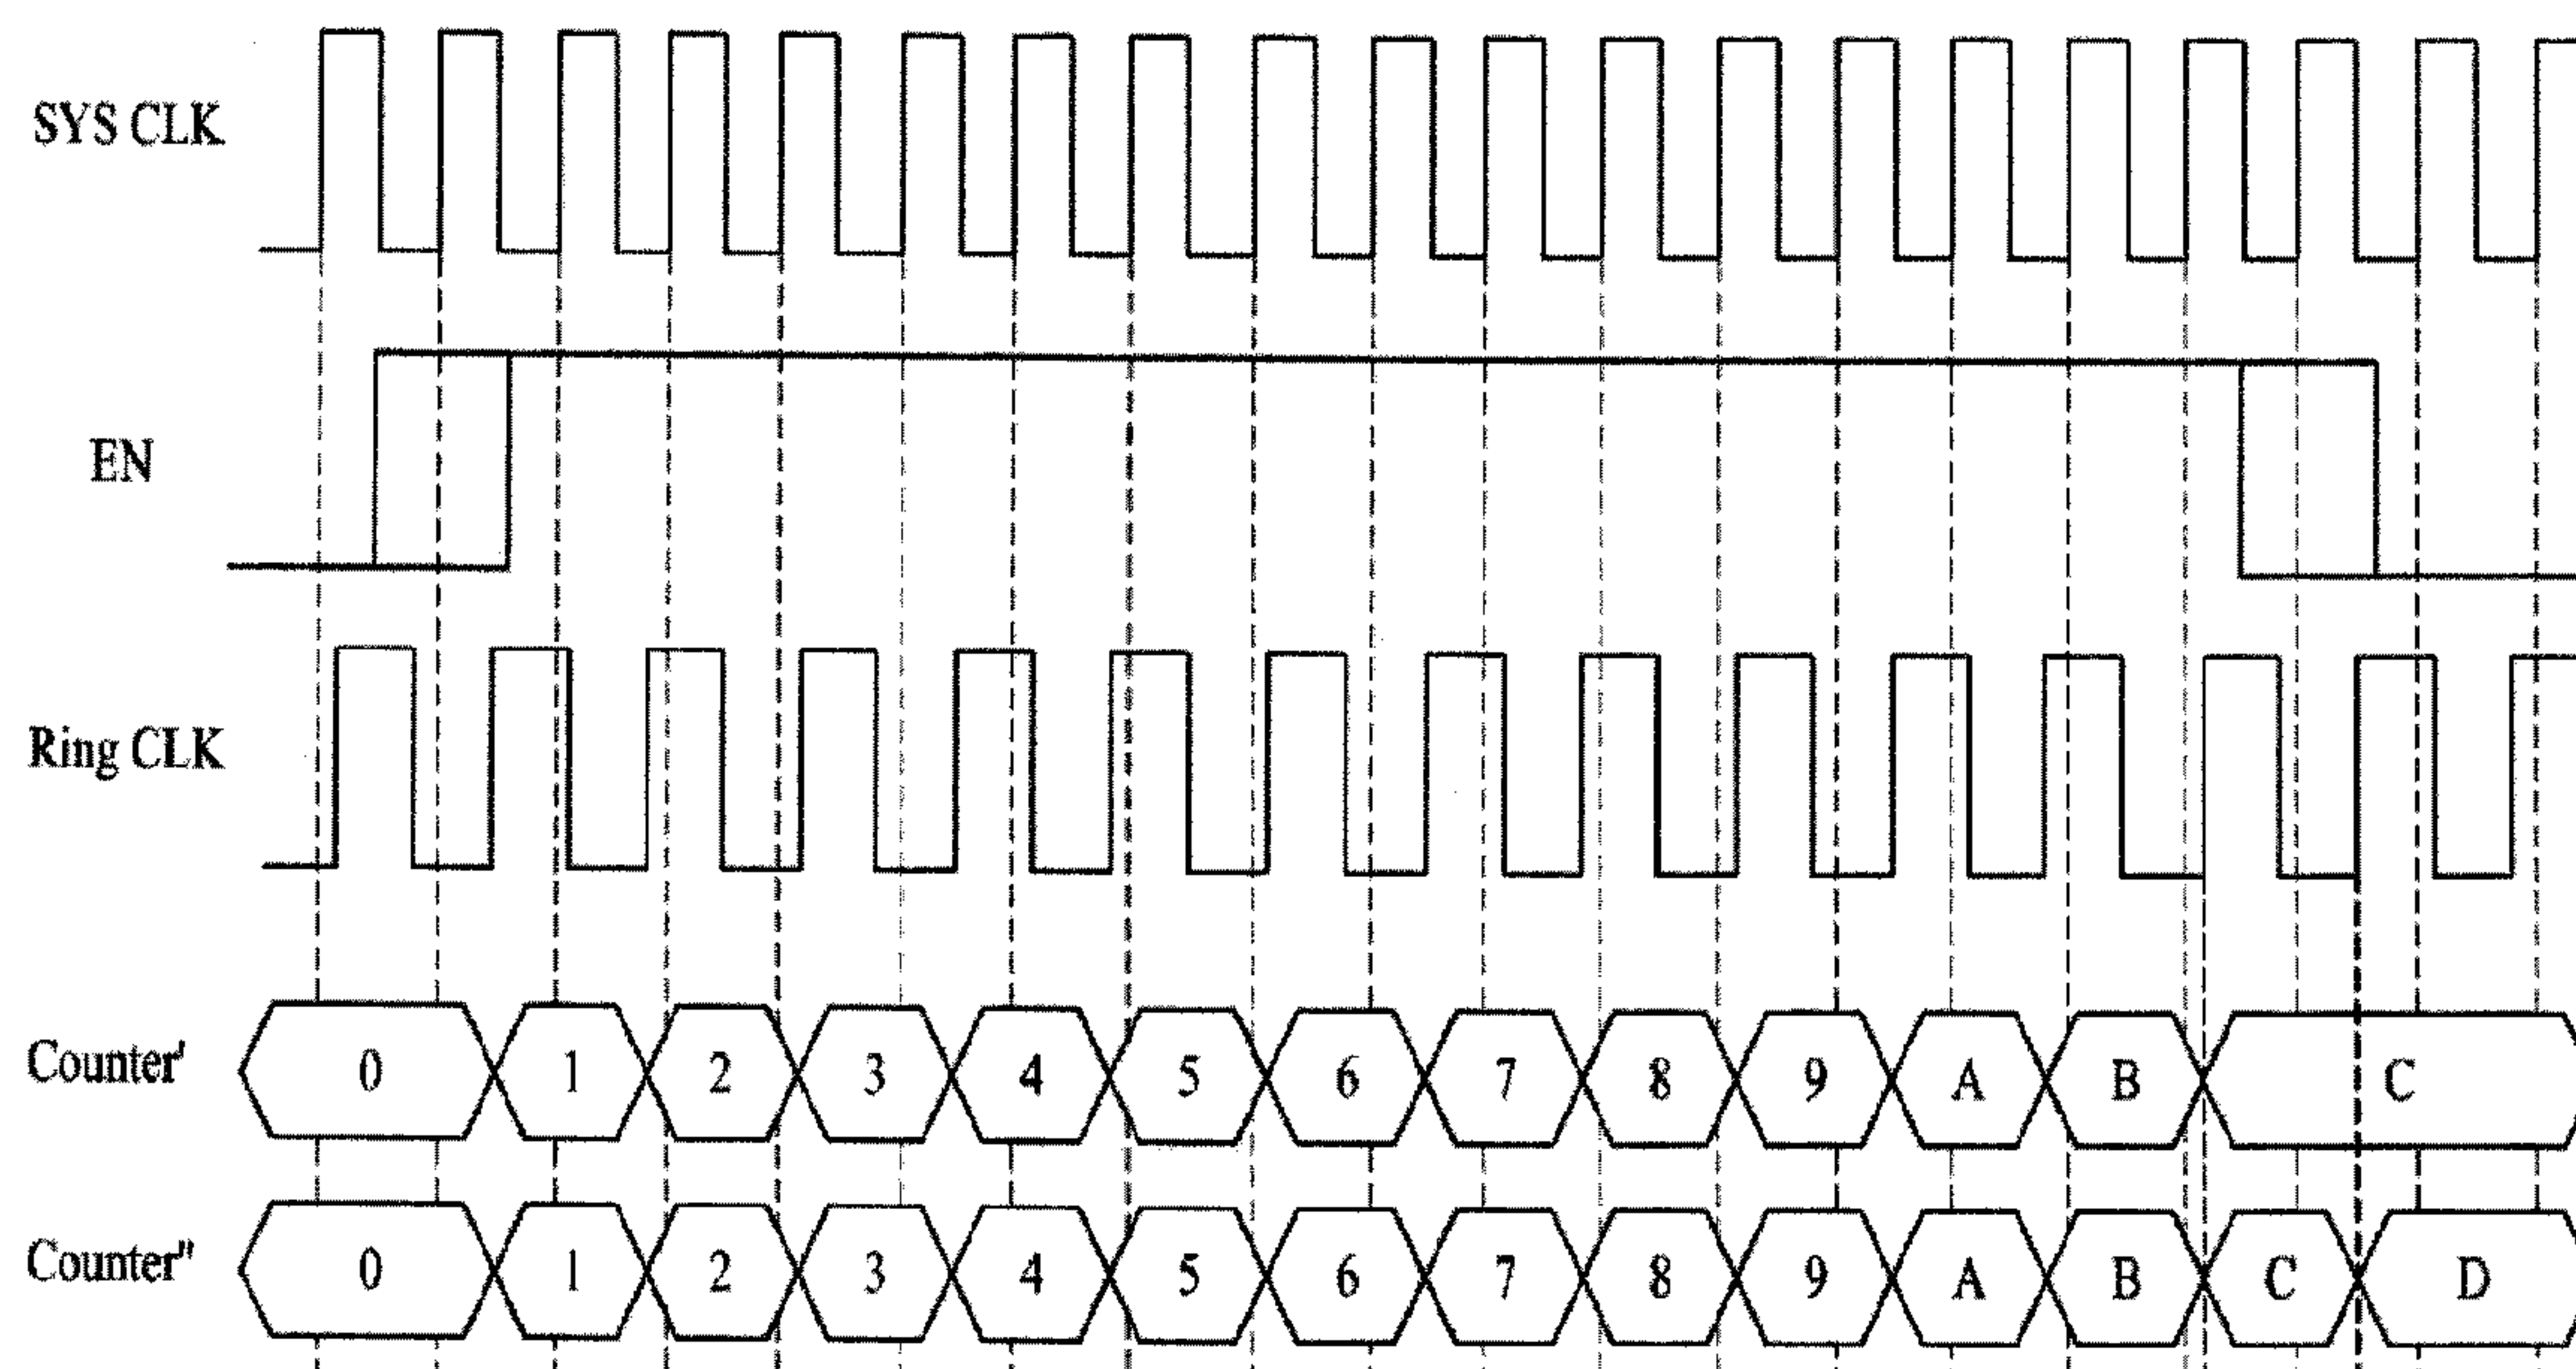 SYS CLK
EN
Ring CLK
Counter' 0 1 2 3 4 5 6 7 8 9 A B C
Counter" 0 1 2 3 4 5 6 7 8 9 A B C D